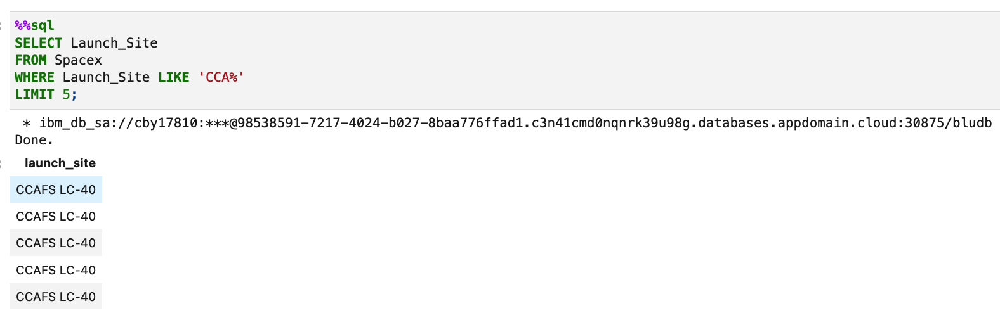 %%sql
SELECT Launch_Site
FROM Spacex
WHERE Launch_Site LIKE 'CCA%'
LIMIT 5;
* ibm_db_sa://cby17810:***@98538591-7217-4024-b027-8baa776ffad1.c3n41cmd0nqnrk39u98g.databases.appdomain.cloud:30875/bludb
Done.
launch_site
CCAFS LC-40
CCAFS LC-40
CCAFS LC-40
CCAFS LC-40
CCAFS LC-40